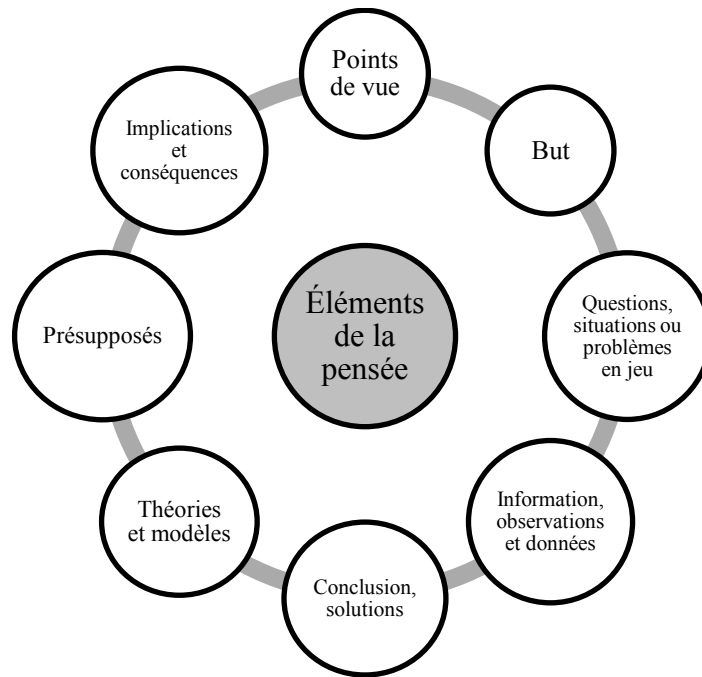 Points
de vue
But
Questions,
situations ou
problèmes
en jeu
Information,
observations
et données
Conclusion,
solutions
Théories
et modèles
Présupposés
Implications
et
conséquences
Éléments
de la
pensée